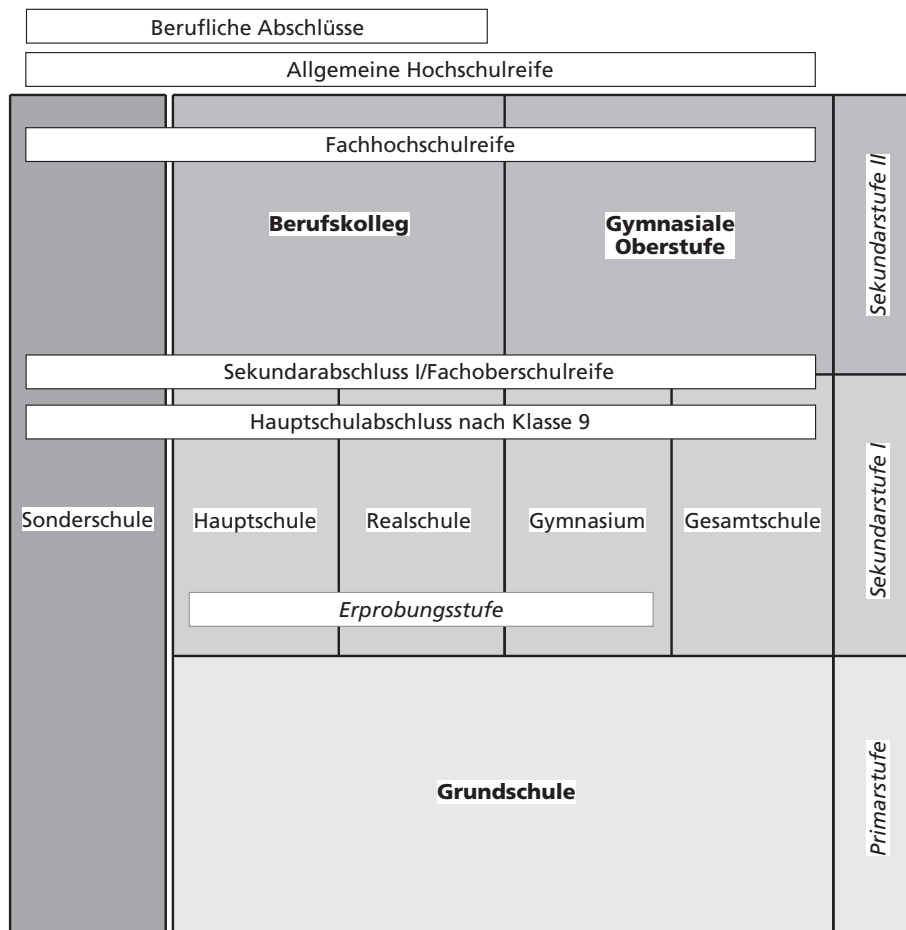 Berufliche Abschlüsse
Allgemeine Hochschulreife
Fachhochschulreife
Berufskolleg
Gymnasiale
Oberstufe
Sekundarstufe II
Sekundarabschluss I/Fachoberschulreife
Hauptschulabschluss nach Klasse 9
Sonderschule
Hauptschule
Realschule
Gymnasium
Gesamtschule
Sekundarstufe I
Erprobungsstufe
Grundschule
Primarstufe